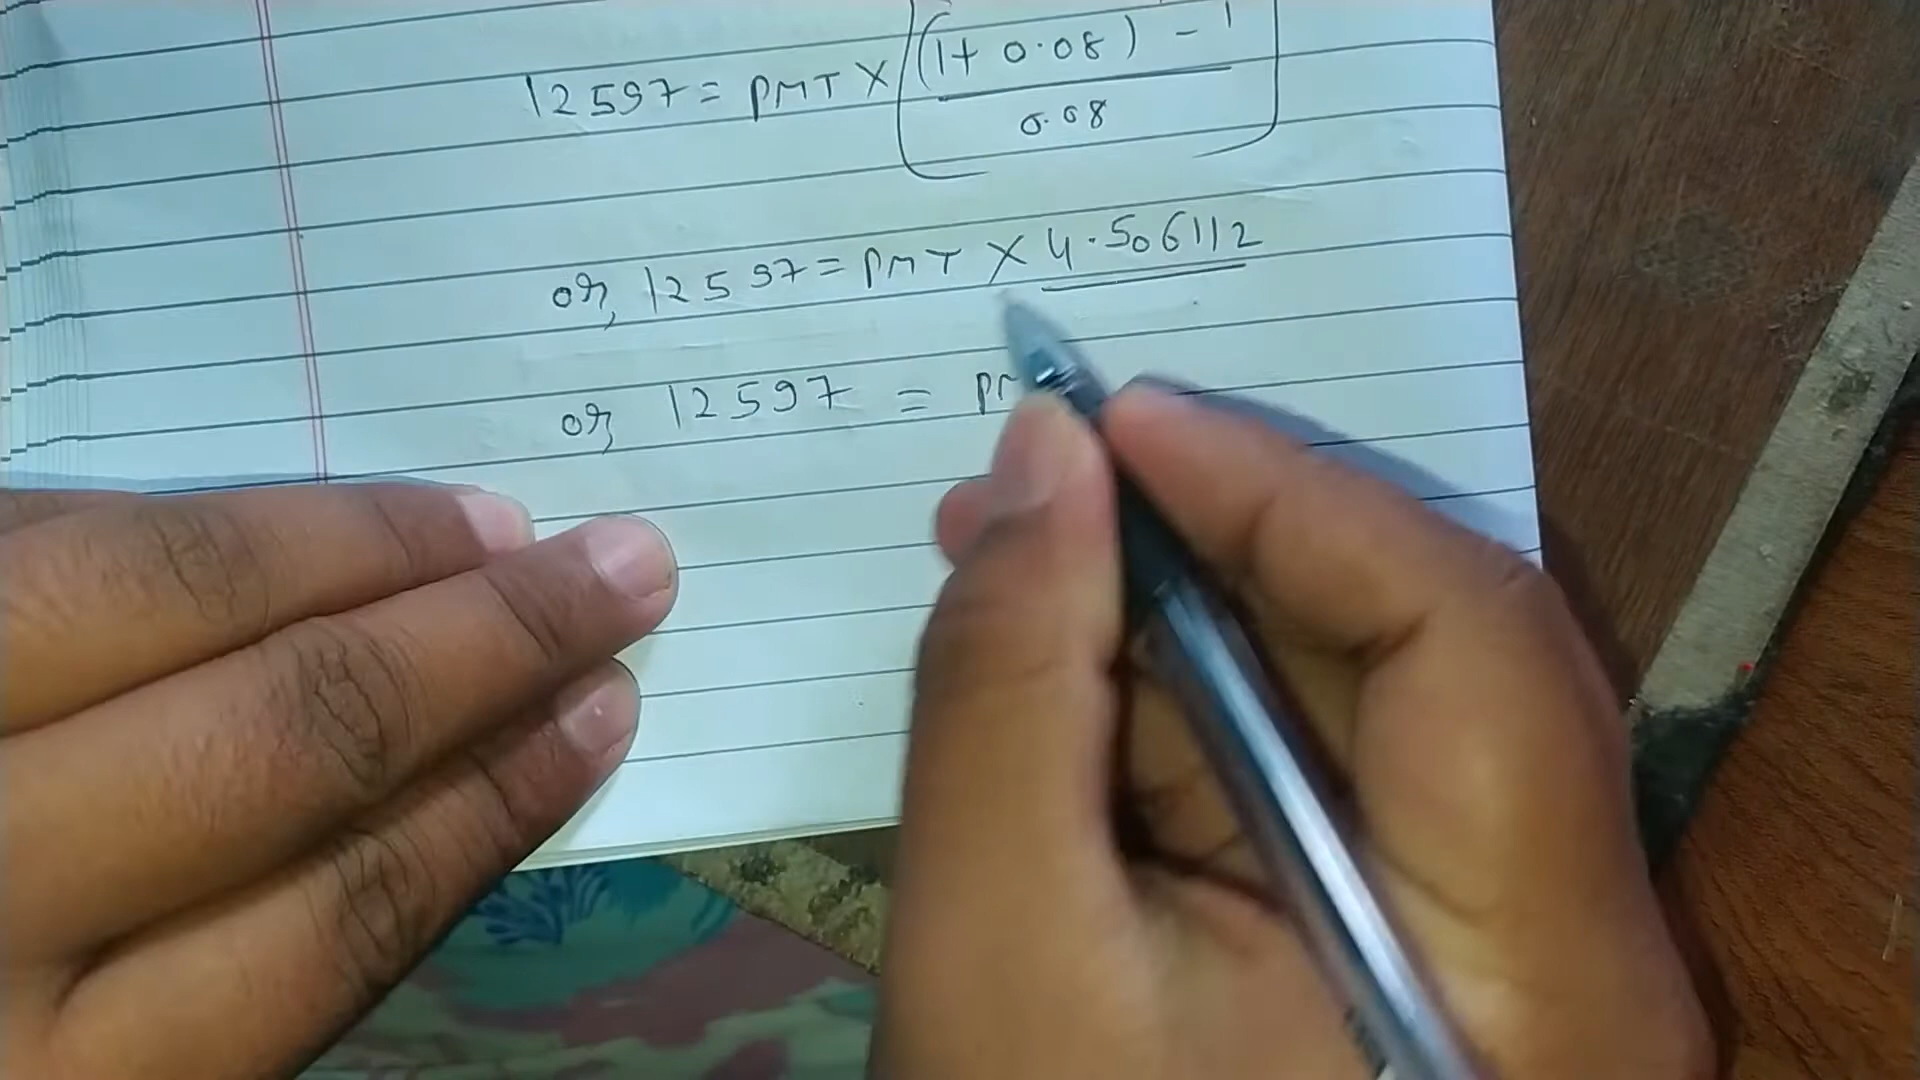 12597 = PMT X [(1+0.08) - 1
0.08]
or, 12597 = PMT X 4.506112
or, 12597 = PM